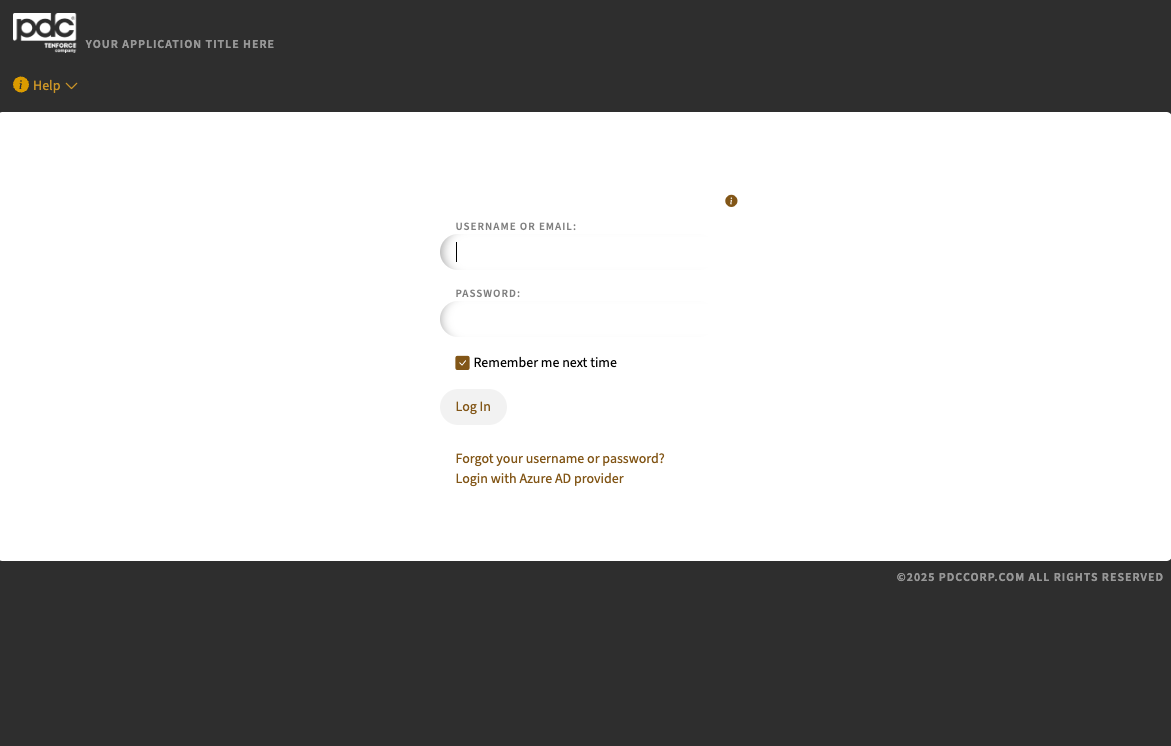 pdc
TENFORCE
company
YOUR APPLICATION TITLE HERE
Help
USERNAME OR EMAIL:
PASSWORD:
Remember me next time
Log In
Forgot your username or password?
Login with Azure AD provider
©2025 PDCCORP.COM ALL RIGHTS RESERVED